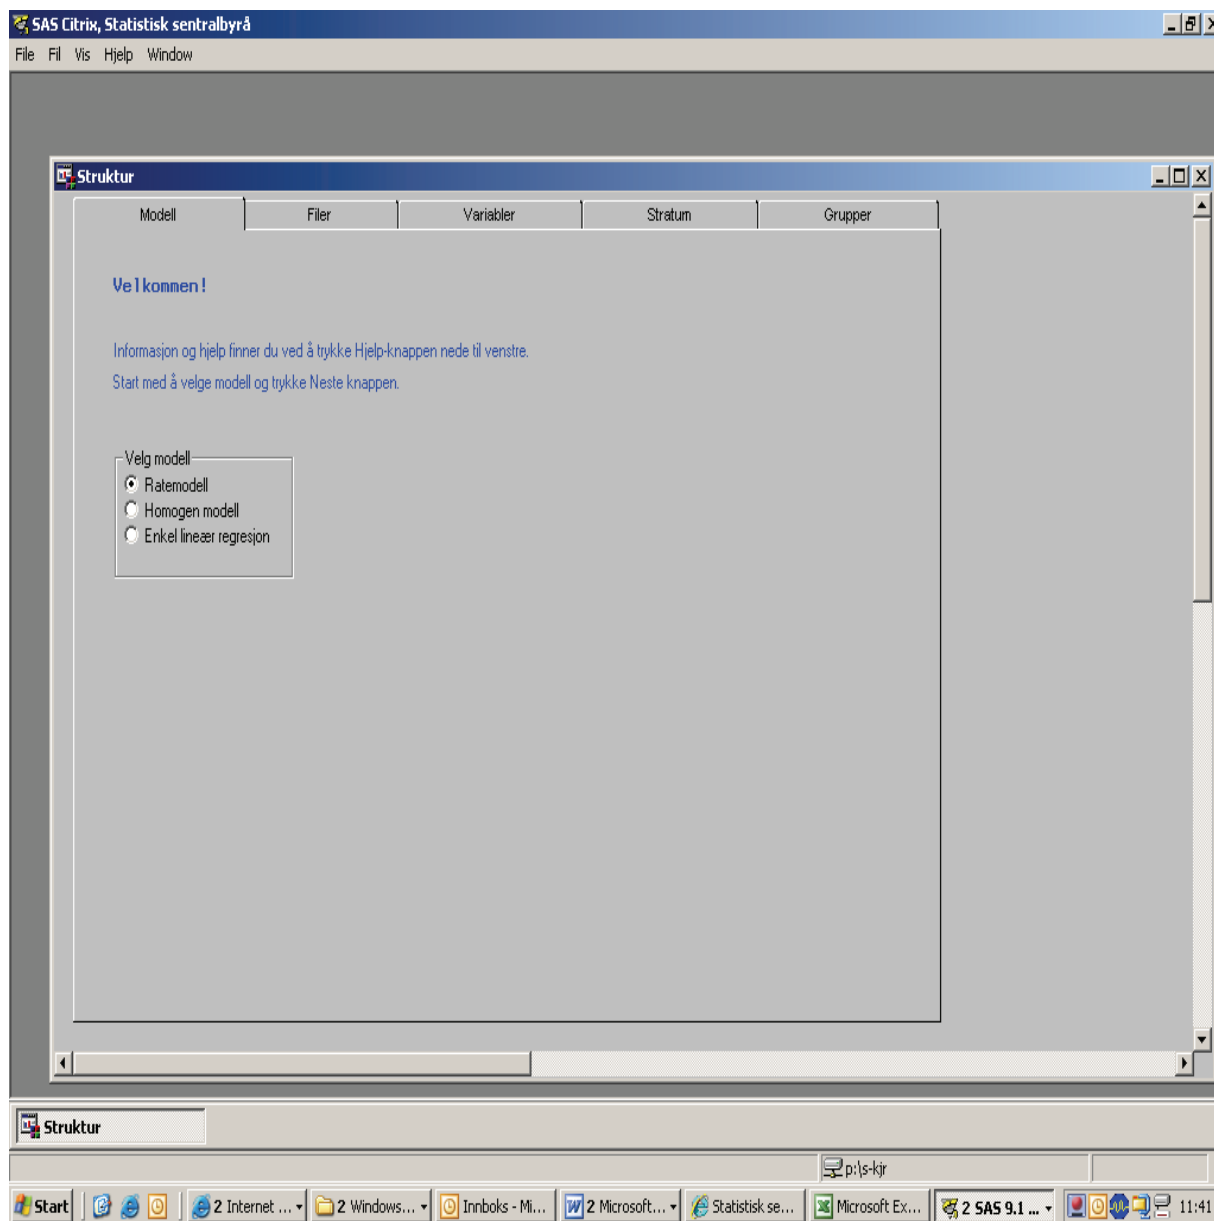 SAS Citrix, Statistisk sentralbyrå
File Fil Vis Hjelp Window
Struktur
Modell Filer Variabler Stratum Grupper
Velkommen!
Informasjon og hjelp finner du ved å trykke Hjelp-knappen nede til venstre.
Start med å velge modell og trykke Neste knappen.
Velg modell
Ratemodell
Homogen modell
Enkel lineær regresjon
Struktur
p:\s-kjr
Start 2 Internet ... 2 Windows... Innboks - Mi... 2 Microsoft... Statistisk se... Microsoft Ex... 2 SAS 9.1 ... 11:41